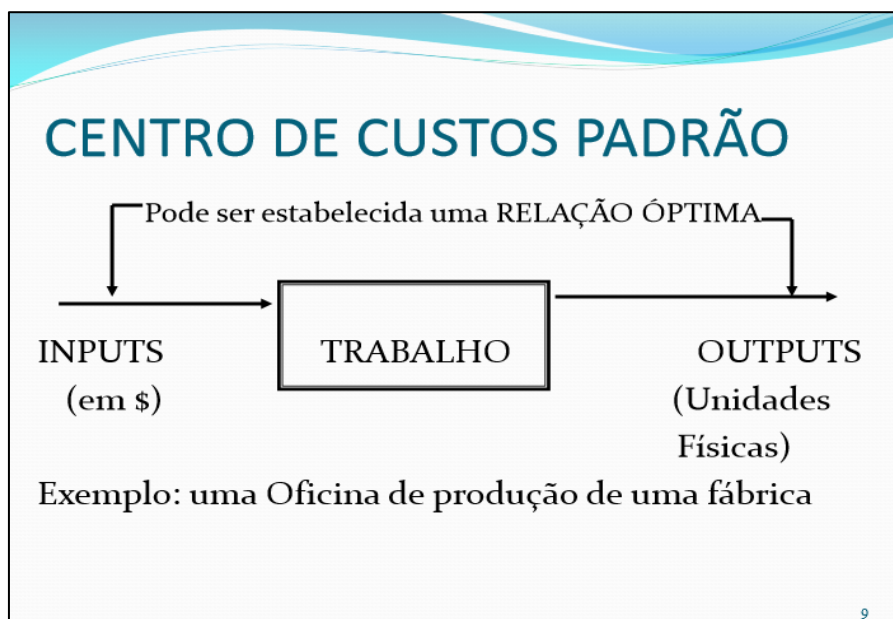 CENTRO DE CUSTOS PADRÃO
Pode ser estabelecida uma RELAÇÃO ÓPTIMA
INPUTS TRABALHO OUTPUTS
(em $) (Unidades
Físicas)
Exemplo: uma Oficina de produção de uma fábrica
9